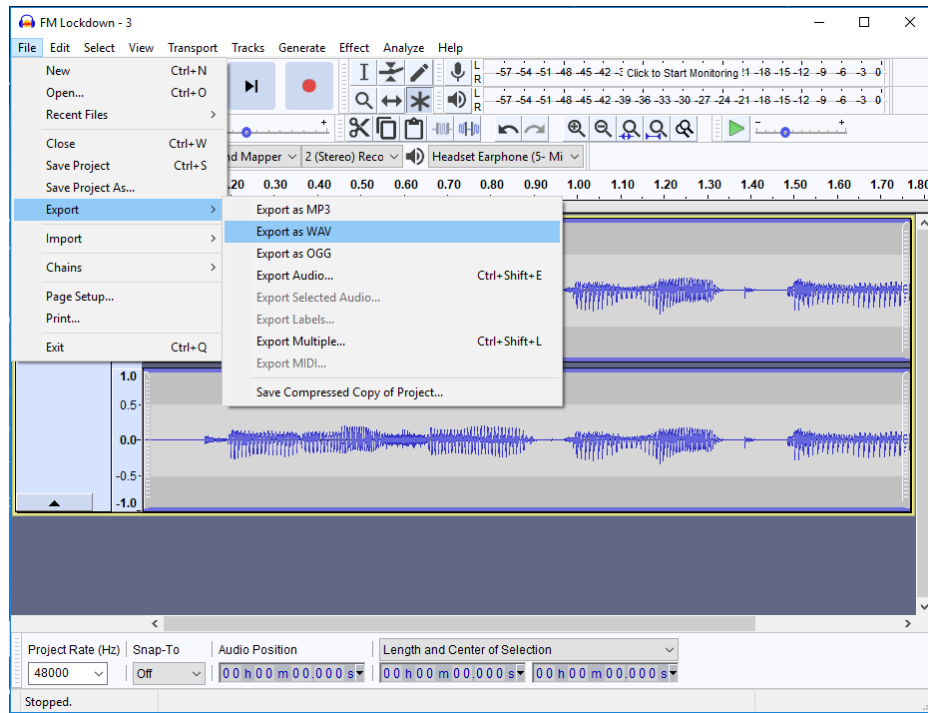 FM Lockdown - 3
File Edit Select View Transport Tracks Generate Effect Analyze Help
New Ctrl+N
Open... Ctrl+O
Recent Files >
Close Ctrl+W
Save Project Ctrl+S
Save Project As...
Export >
Import >
Chains >
Page Setup...
Print...
Exit Ctrl+Q
Export as MP3
Export as WAV
Export as OGG
Export Audio... Ctrl+Shift+E
Export Selected Audio...
Export Labels...
Export Multiple... Ctrl+Shift+L
Export MIDI...
Save Compressed Copy of Project...
L
R
-57 -54 -51 -48 -45 -42 -3 Click to Start Monitoring !1 -18 -15 -12 -9 -6 -3 0
L
R
-57 -54 -51 -48 -45 -42 -39 -36 -33 -30 -27 -24 -21 -18 -15 -12 -9 -6 -3 0
- + 
nd Mapper 2 (Stereo) Reco Headset Earphone (5- Mi
.20 0.30 0.40 0.50 0.60 0.70 0.80 0.90 1.00 1.10 1.20 1.30 1.40 1.50 1.60 1.70 1.80
1.0
0.5
0.0
-0.5
-1.0
Project Rate (Hz) Snap-To Audio Position Length and Center of Selection
48000 Off 00 h 00 m 00.000 s 00 h 00 m 00.000 s 00 h 00 m 00.000 s
Stopped.